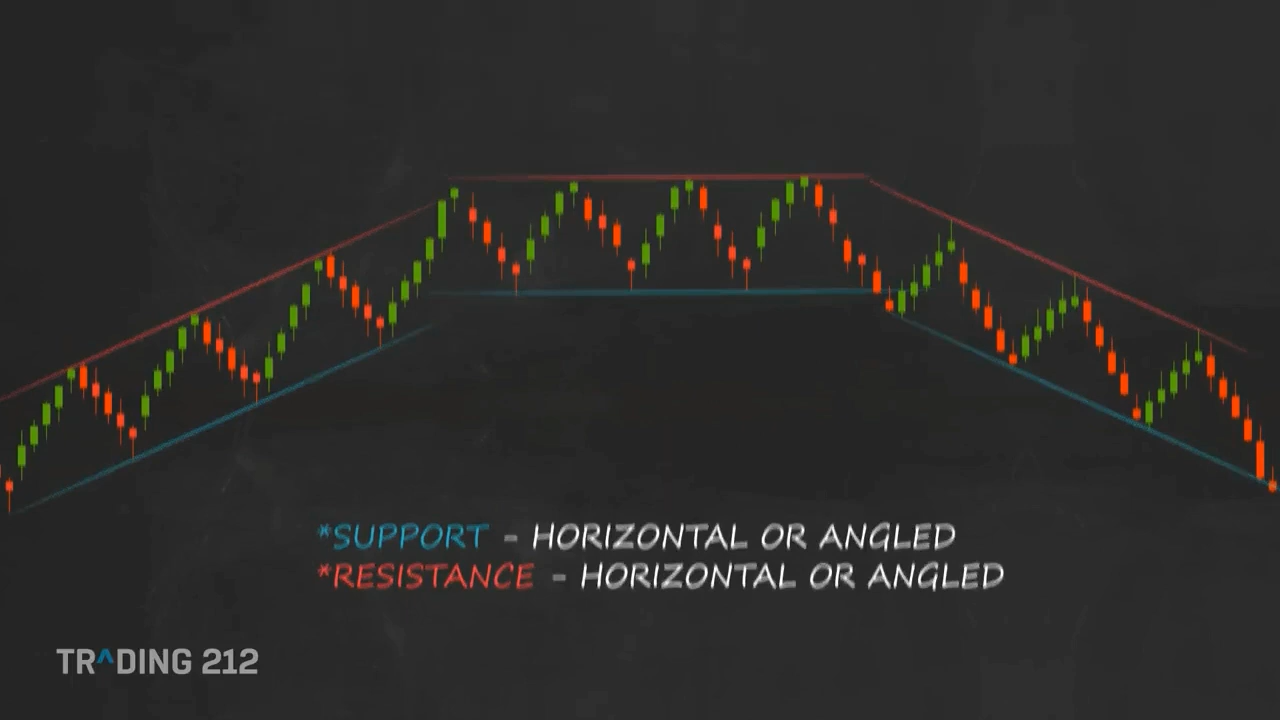 *SUPPORT - HORIZONTAL OR ANGLED
*RESISTANCE - HORIZONTAL OR ANGLED
TR^DING 212